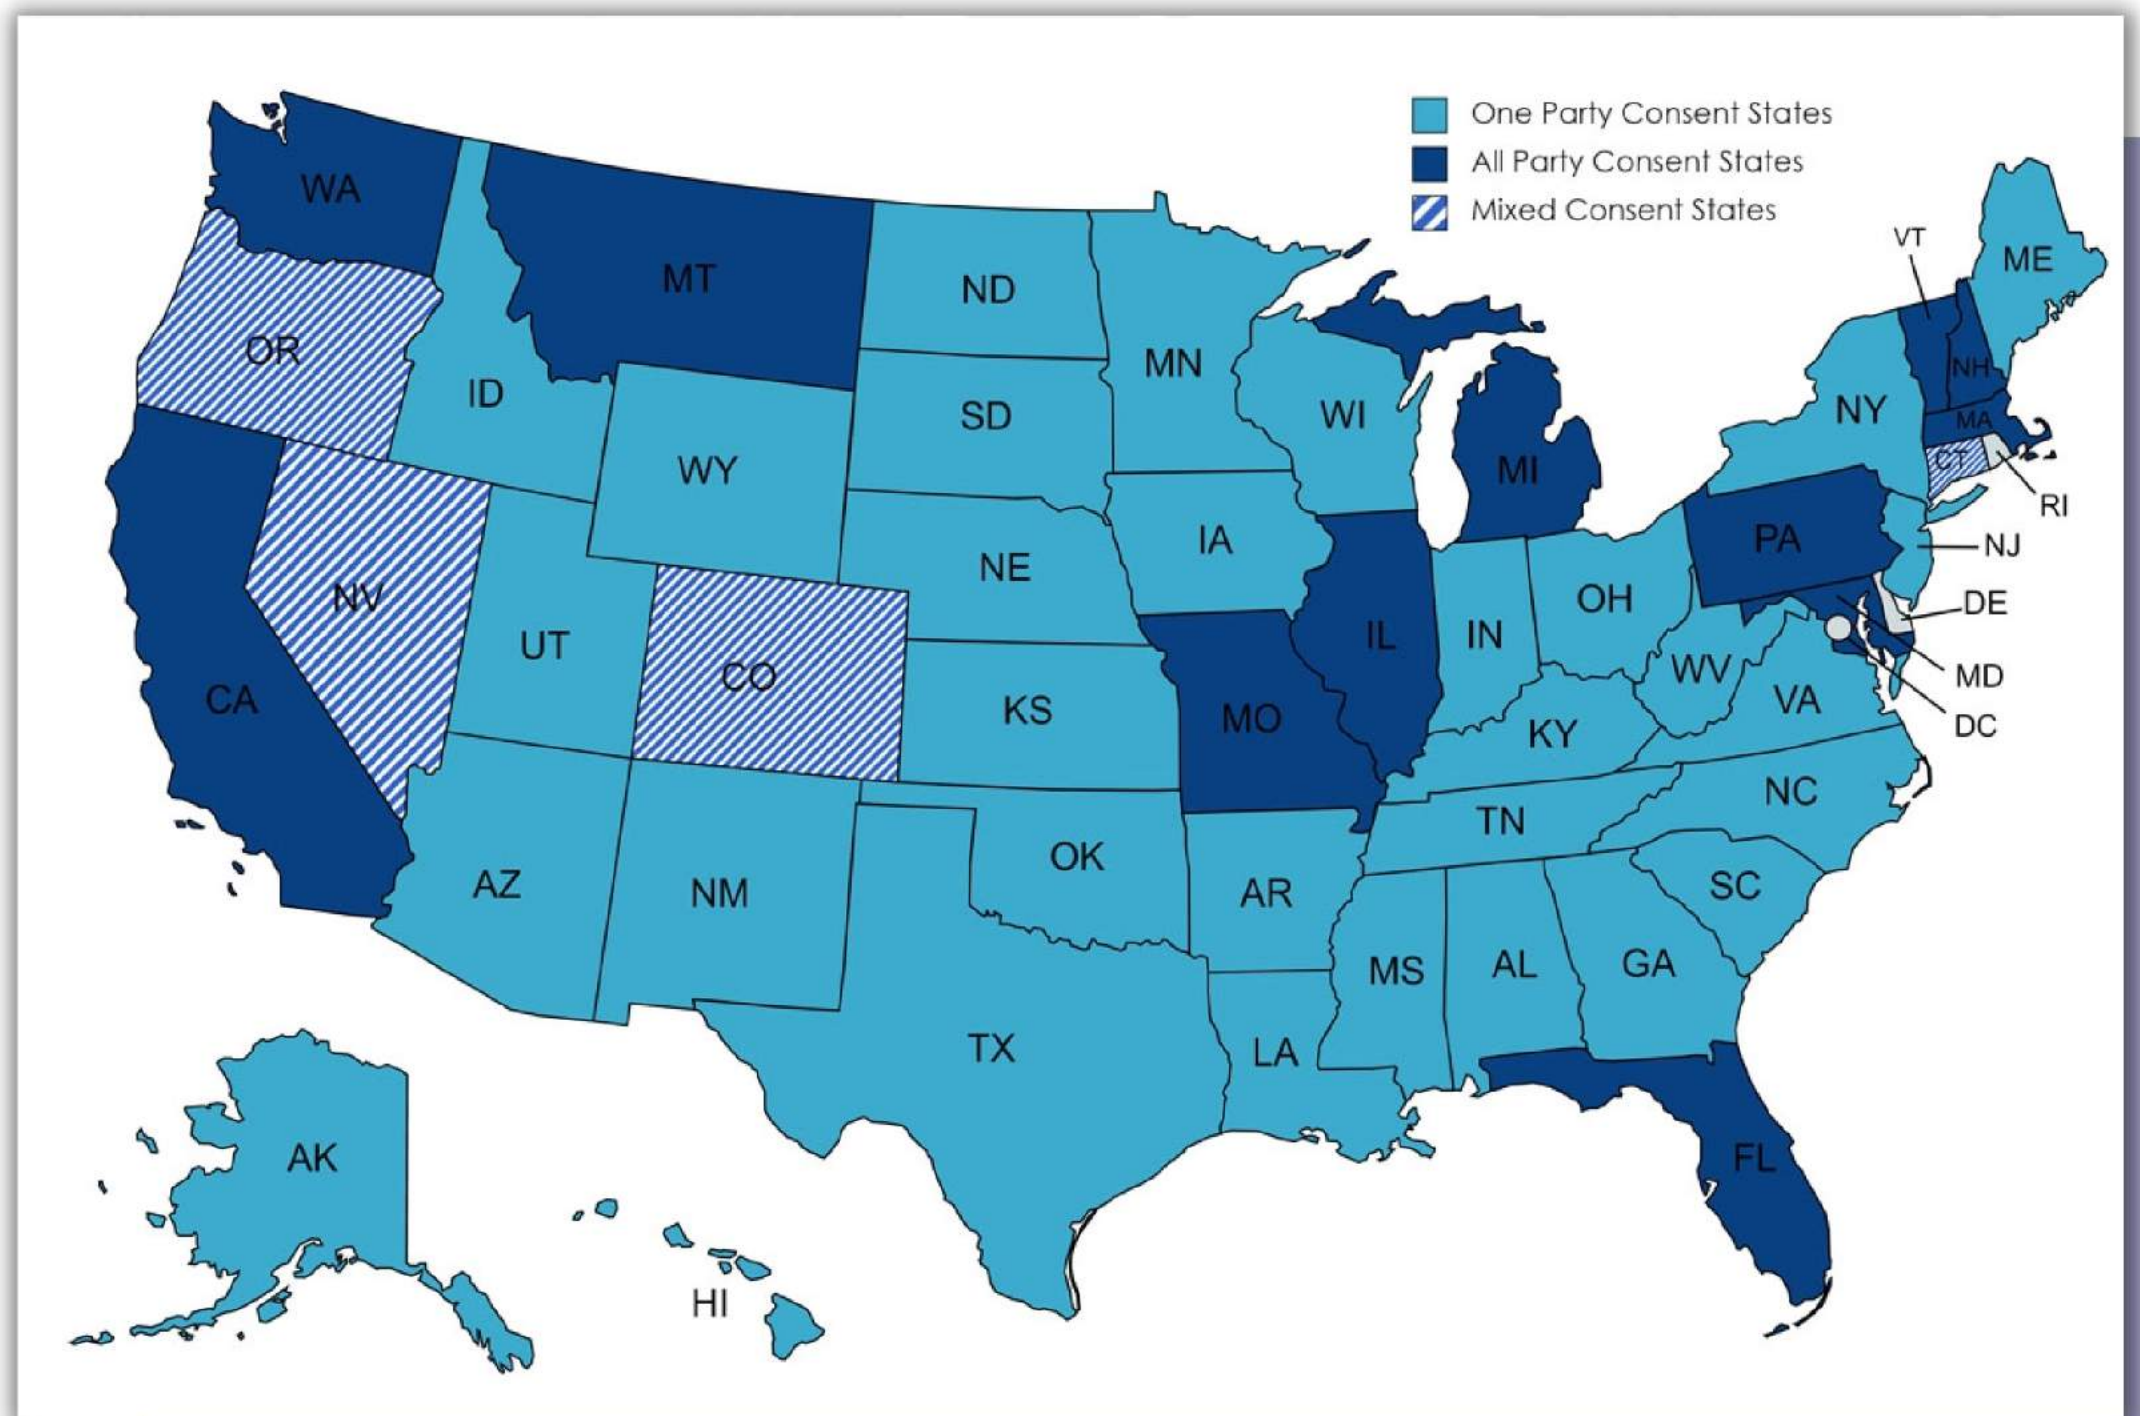 One Party Consent States
All Party Consent States
Mixed Consent States
WA
MT
ND
MN
VT
ME
OR
ID
SD
WI
NH
NY
MA
WY
MI
CT
RI
NE
IA
PA
NJ
NV
UT
CO
IL
IN
OH
DE
CA
KS
MO
KY
WV
VA
MD
DC
AZ
NM
OK
AR
TN
NC
SC
TX
LA
MS
AL
GA
AK
HI
FL